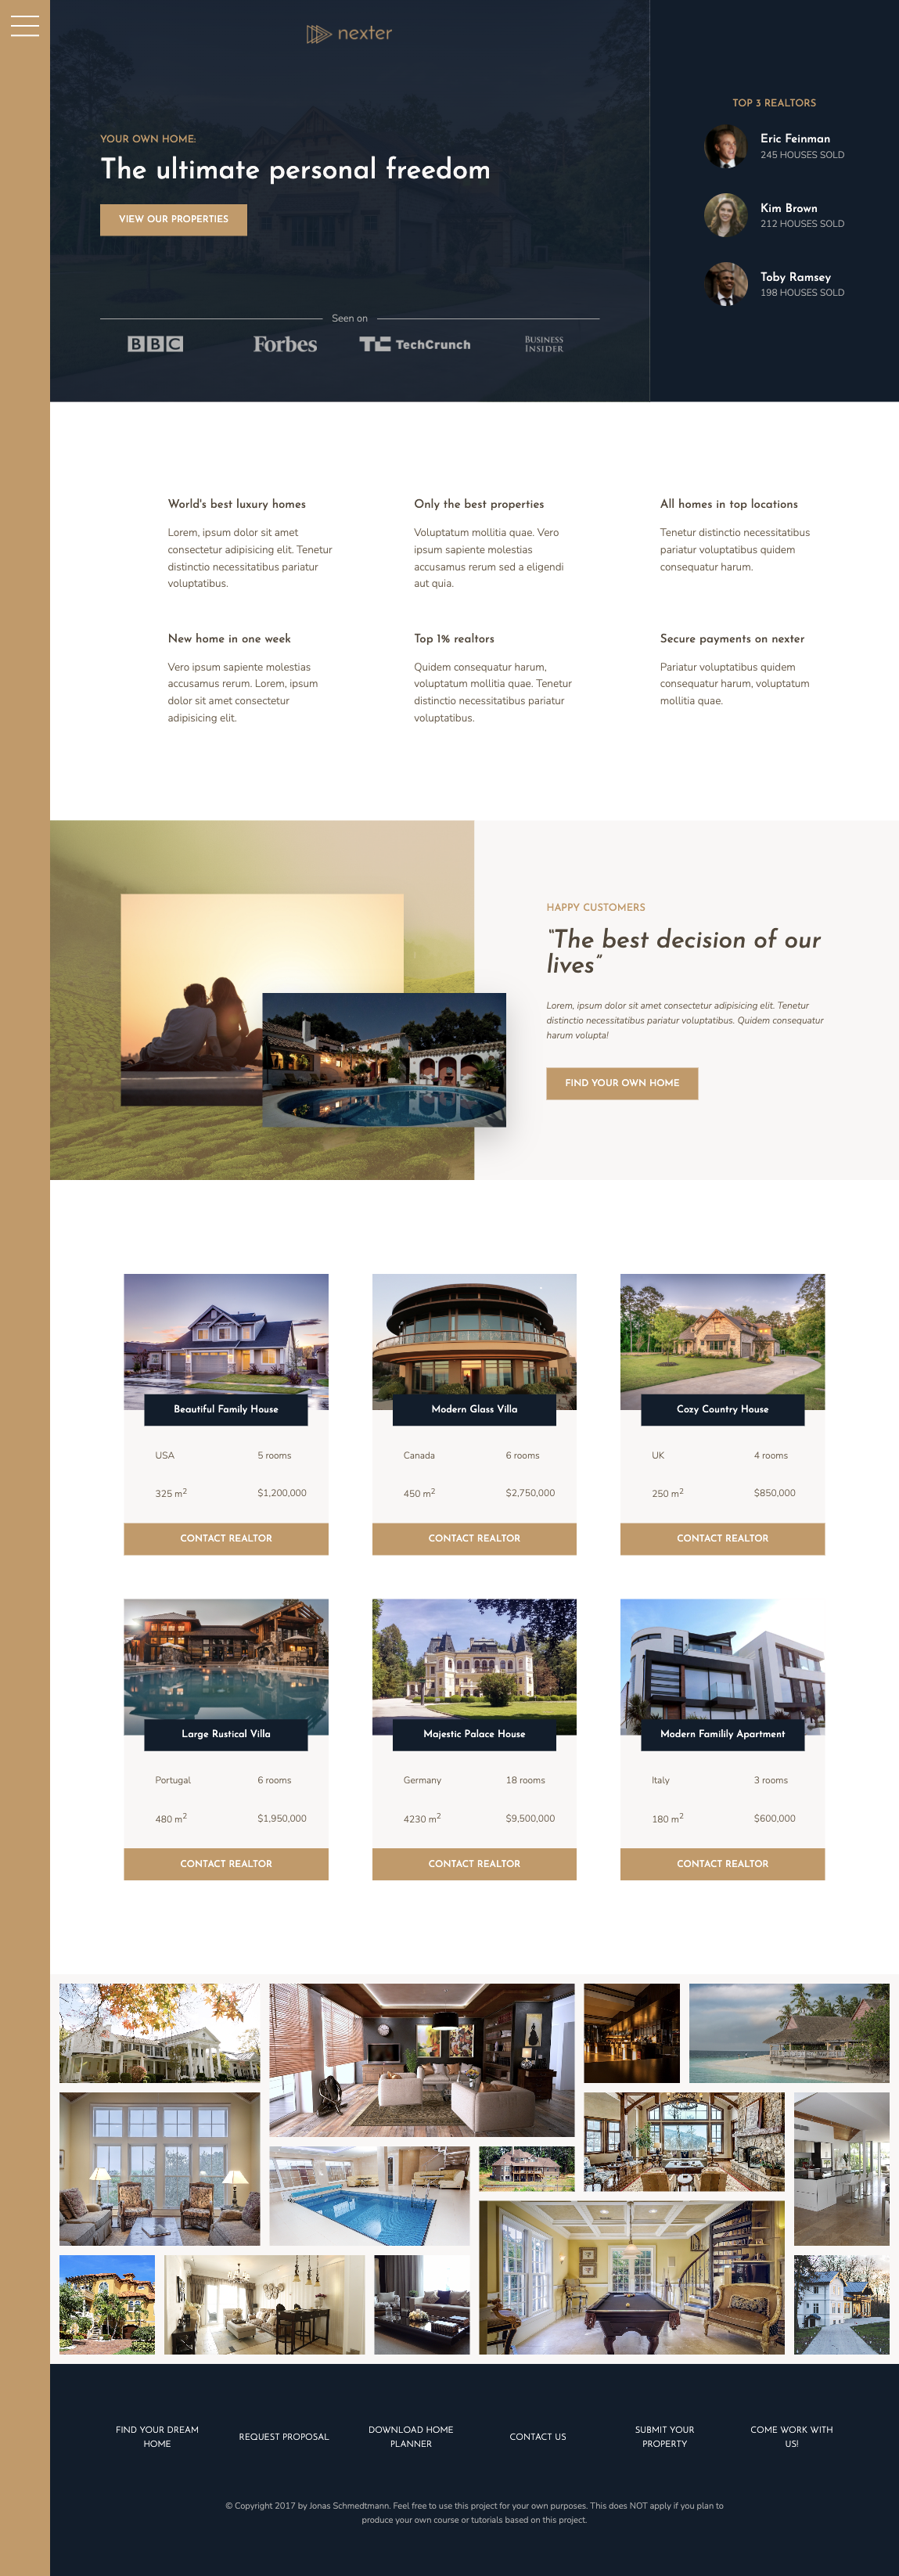 nexter
YOUR OWN HOME:
The ultimate personal freedom
VIEW OUR PROPERTIES
Seen on
BBC
Forbes
TC TechCrunch
BUSINESS
INSIDER
TOP 3 REALTORS
Eric Feinman
245 HOUSES SOLD
Kim Brown
212 HOUSES SOLD
Toby Ramsey
198 HOUSES SOLD
World's best luxury homes
Lorem, ipsum dolor sit amet
consectetur adipisicing elit. Tenetur
distinctio necessitatibus pariatur
voluptatibus.
Only the best properties
Voluptatum mollitia quae. Vero
ipsum sapiente molestias
accusamus rerum sed a eligendi
aut quia.
All homes in top locations
Tenetur distinctio necessitatibus
pariatur voluptatibus quidem
consequatur harum.
New home in one week
Vero ipsum sapiente molestias
accusamus rerum. Lorem, ipsum
dolor sit amet consectetur
adipisicing elit.
Top 1% realtors
Quidem consequatur harum,
voluptatum mollitia quae. Tenetur
distinctio necessitatibus pariatur
voluptatibus.
Secure payments on nexter
Pariatur voluptatibus quidem
consequatur harum, voluptatum
mollitia quae.
HAPPY CUSTOMERS
“The best decision of our
lives”
Lorem, ipsum dolor sit amet consectetur adipisicing elit. Tenetur
distinctio necessitatibus pariatur voluptatibus. Quidem consequatur
harum volupta!
FIND YOUR OWN HOME
Beautiful Family House
USA
5 rooms
325 m²
$1,200,000
CONTACT REALTOR
Modern Glass Villa
Canada
6 rooms
450 m²
$2,750,000
CONTACT REALTOR
Cozy Country House
UK
4 rooms
250 m²
$850,000
CONTACT REALTOR
Large Rustical Villa
Portugal
6 rooms
480 m²
$1,950,000
CONTACT REALTOR
Majestic Palace House
Germany
18 rooms
4230 m²
$9,500,000
CONTACT REALTOR
Modern Familily Apartment
Italy
3 rooms
180 m²
$600,000
CONTACT REALTOR
FIND YOUR DREAM
HOME
REQUEST PROPOSAL
DOWNLOAD HOME
PLANNER
CONTACT US
SUBMIT YOUR
PROPERTY
COME WORK WITH
US!
© Copyright 2017 by Jonas Schmedtmann. Feel free to use this project for your own purposes. This does NOT apply if you plan to
produce your own course or tutorials based on this project.